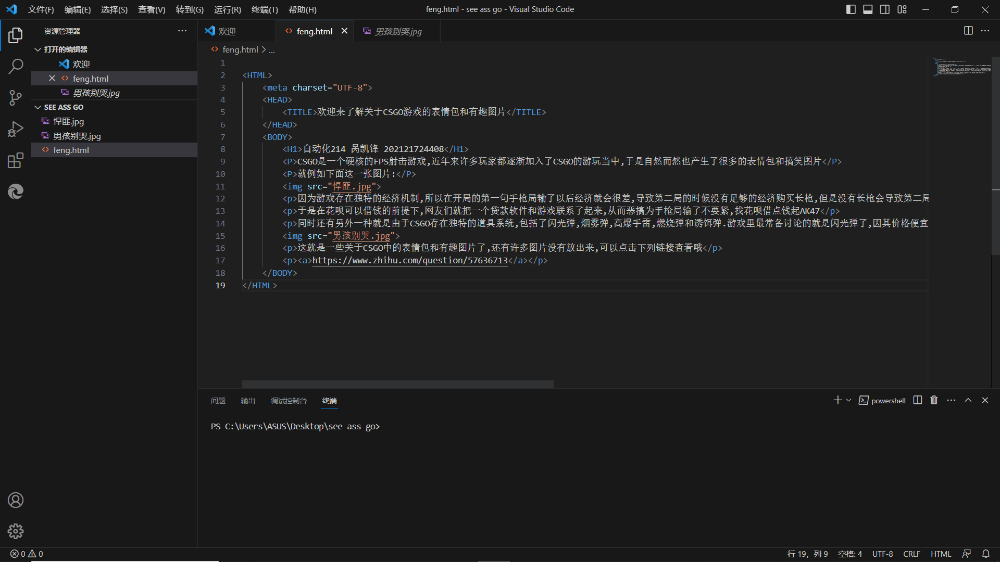 文件(F) 编辑(E) 选择(S) 查看(V) 转到(G) 运行(R) 终端(T) 帮助(H) feng.html - see ass go - Visual Studio Code
资源管理器
打开的编辑器
欢迎
feng.html
男孩别哭.jpg
SEE ASS GO
悍匪.jpg
男孩别哭.jpg
feng.html
欢迎 feng.html 男孩别哭.jpg
feng.html > ...
1
2 <HTML>
3 <meta charset="UTF-8">
4 <HEAD>
5 <TITLE>欢迎来了解关于CSGO游戏的表情包和有趣图片</TITLE>
6 </HEAD>
7 <BODY>
8 <H1>自动化214 呙凯锋 202121724408</H1>
9 <P>CSGO是一个硬核的FPS射击游戏,近年来许多玩家都逐渐加入了CSGO的游玩当中,于是自然而然也产生了很多的表情包和搞笑图片</P>
10 <P>就例如下面这一张图片:</P>
11 <img src="悍匪.jpg">
12 <p>因为游戏存在独特的经济机制,所以在开局的第一句手枪局输了以后经济就会很差,导致第二局的时候没有足够的经济购买长枪,但是没有长枪会导致第二局
13 <p>于是在花呗可以借钱的前提下,网友们就把一个贷款软件和游戏联系了起来,从而恶搞为手枪局输了不要紧,找花呗借点钱起AK47</p>
14 <p>同时还有另外一种就是由于CSGO存在独特的道具系统,包括了闪光弹,烟雾弹,高爆手雷,燃烧弹和诱饵弹.游戏里最常备讨论的就是闪光弹了,因其价格便宜
15 <img src="男孩别哭.jpg">
16 <p>这就是一些关于CSGO中的表情包和有趣图片了,还有许多图片没有放出来,可以点击下列链接查看哦</p>
17 <p><a>https://www.zhihu.com/question/57636713</a></p>
18 </BODY>
19 </HTML>
问题 输出 调试控制台 终端 powershell
PS C:\Users\ASUS\Desktop\see ass go>
0 0 行 19，列 9 空格: 4 UTF-8 CRLF HTML